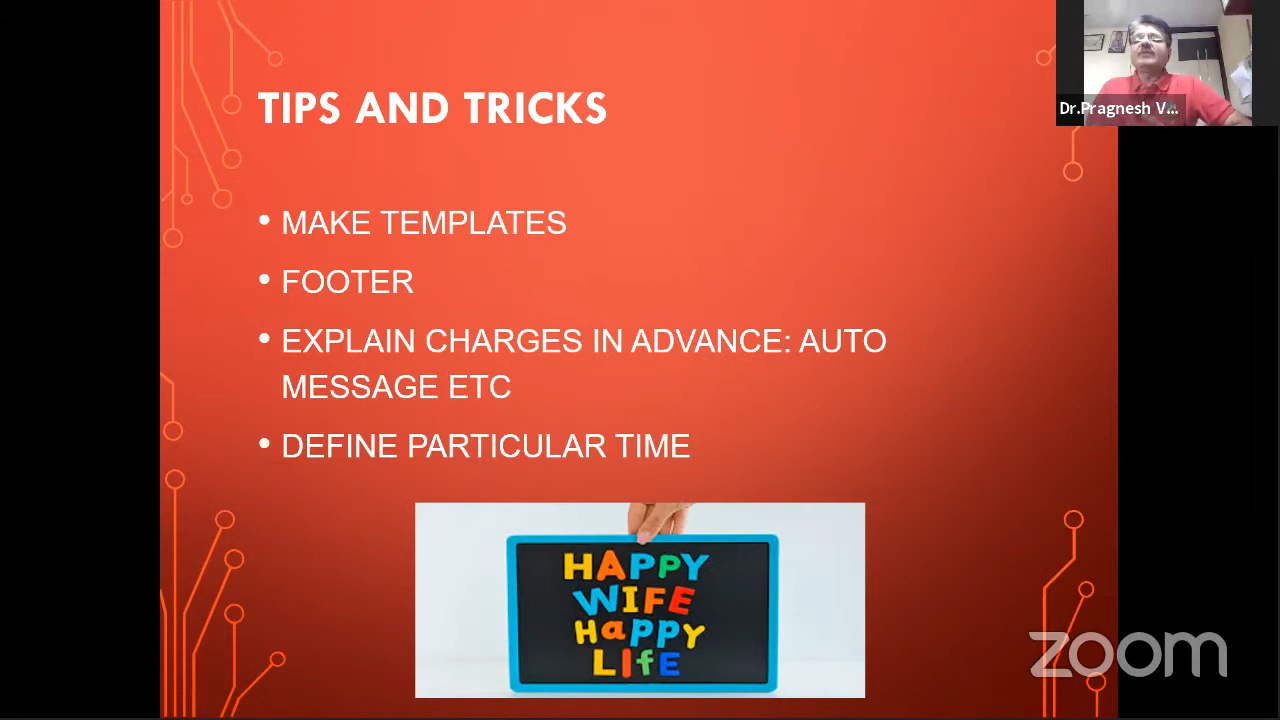 TIPS AND TRICKS
Dr.Pragnesh V...
• MAKE TEMPLATES
• FOOTER
• EXPLAIN CHARGES IN ADVANCE: AUTO
MESSAGE ETC
• DEFINE PARTICULAR TIME
HAPPY
WIFE
HaPPY
LIfE
zoom